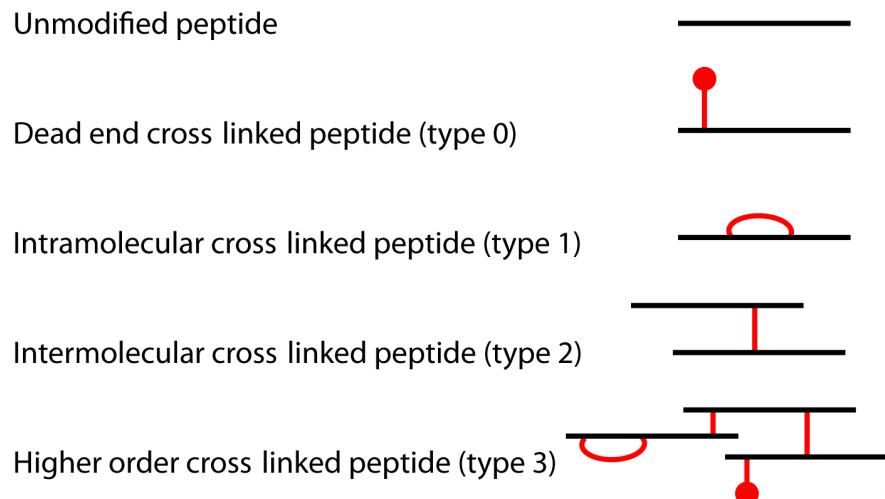 Unmodified peptide
Dead end cross linked peptide (type 0)
Intramolecular cross linked peptide (type 1)
Intermolecular cross linked peptide (type 2)
Higher order cross linked peptide (type 3)